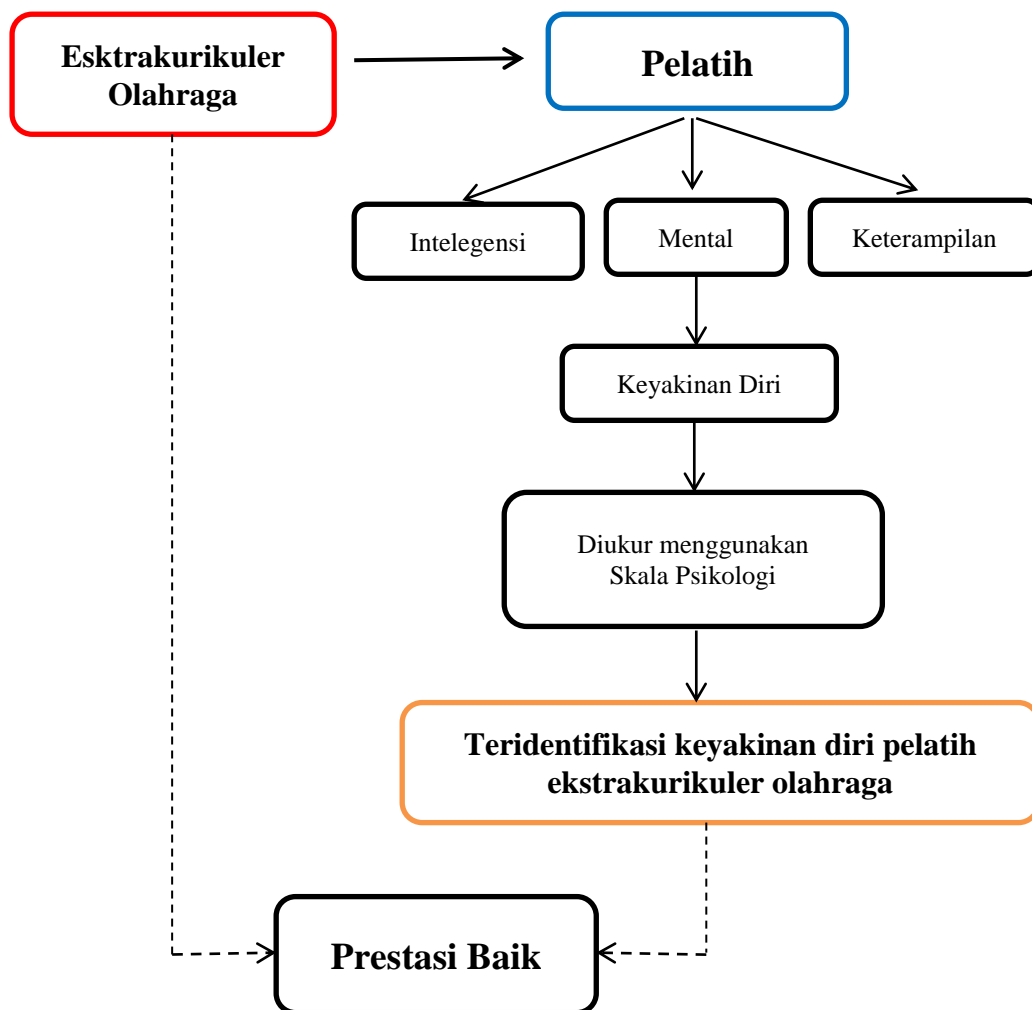 Esktrakurikuler
Olahraga
Pelatih
Intelegensi
Mental
Keterampilan
Keyakinan Diri
Diukur menggunakan
Skala Psikologi
Teridentifikasi keyakinan diri pelatih
ekstrakurikuler olahraga
Prestasi Baik